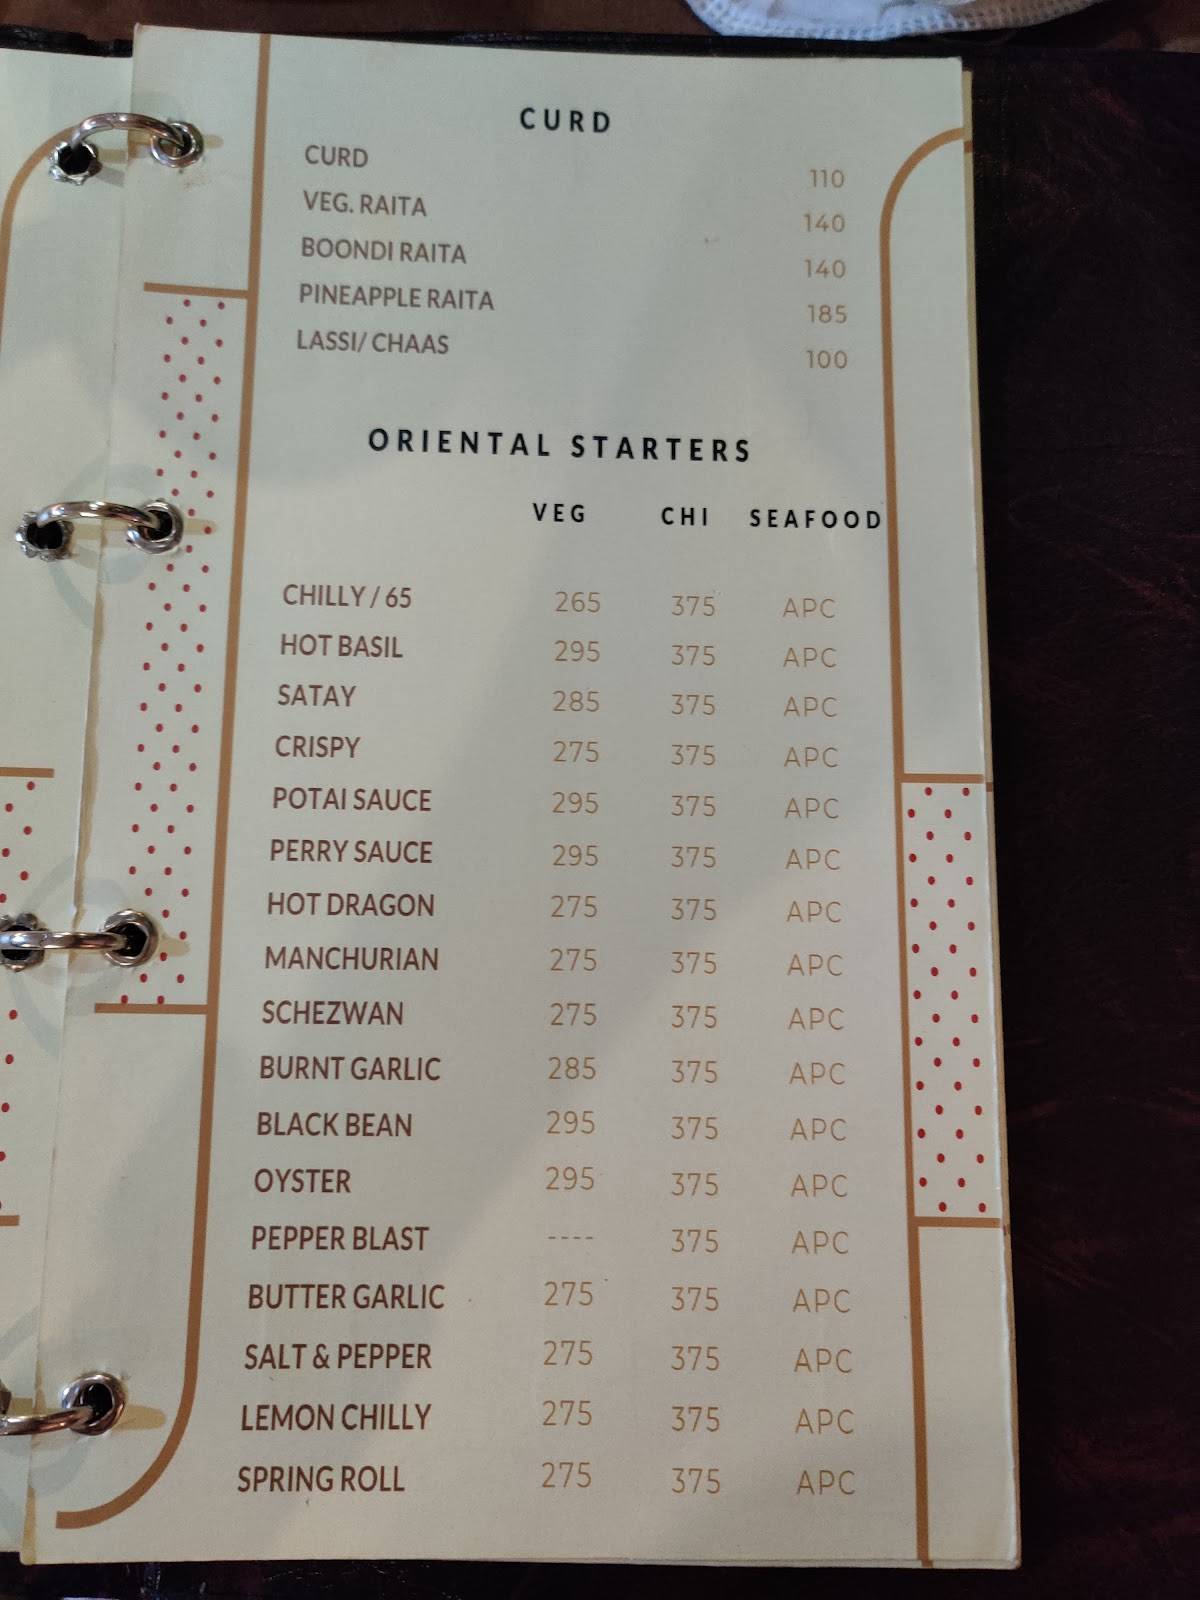 CURD
CURD 110
VEG. RAITA 140
BOONDI RAITA 140
PINEAPPLE RAITA 185
LASSI/ CHAAS 100
ORIENTAL STARTERS
VEG CHI SEAFOOD
CHILLY / 65 265 375 APC
HOT BASIL 295 375 APC
SATAY 285 375 APC
CRISPY 275 375 APC
POTAI SAUCE 295 375 APC
PERRY SAUCE 295 375 APC
HOT DRAGON 275 375 APC
MANCHURIAN 275 375 APC
SCHEZWAN 275 375 APC
BURNT GARLIC 285 375 APC
BLACK BEAN 295 375 APC
OYSTER 295 375 APC
PEPPER BLAST ---- 375 APC
BUTTER GARLIC 275 375 APC
SALT & PEPPER 275 375 APC
LEMON CHILLY 275 375 APC
SPRING ROLL 275 375 APC